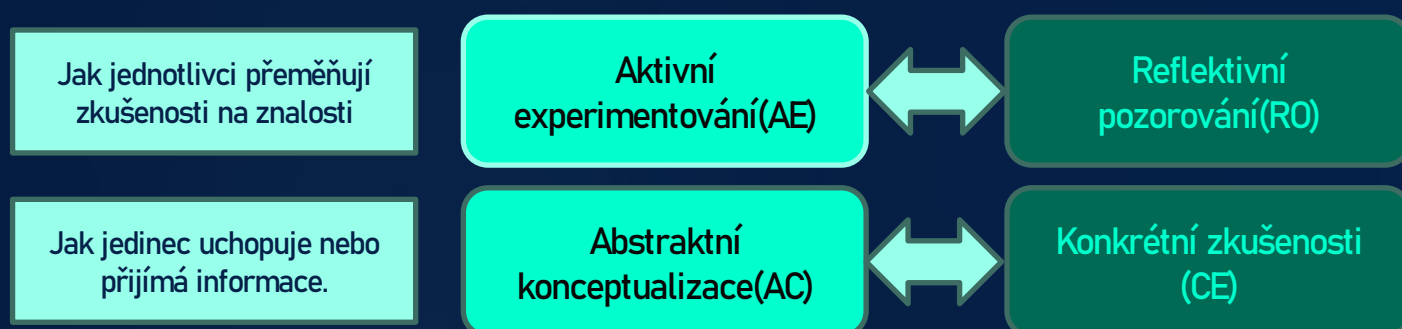 Jak jednotlivci přeměňují
zkušenosti na znalosti
Aktivní
experimentování(AE)
Reflektivní
pozorování(RO)
Jak jedinec uchopuje nebo
přijímá informace.
Abstraktní
konceptualizace(AC)
Konkrétní zkušenosti
(CE)